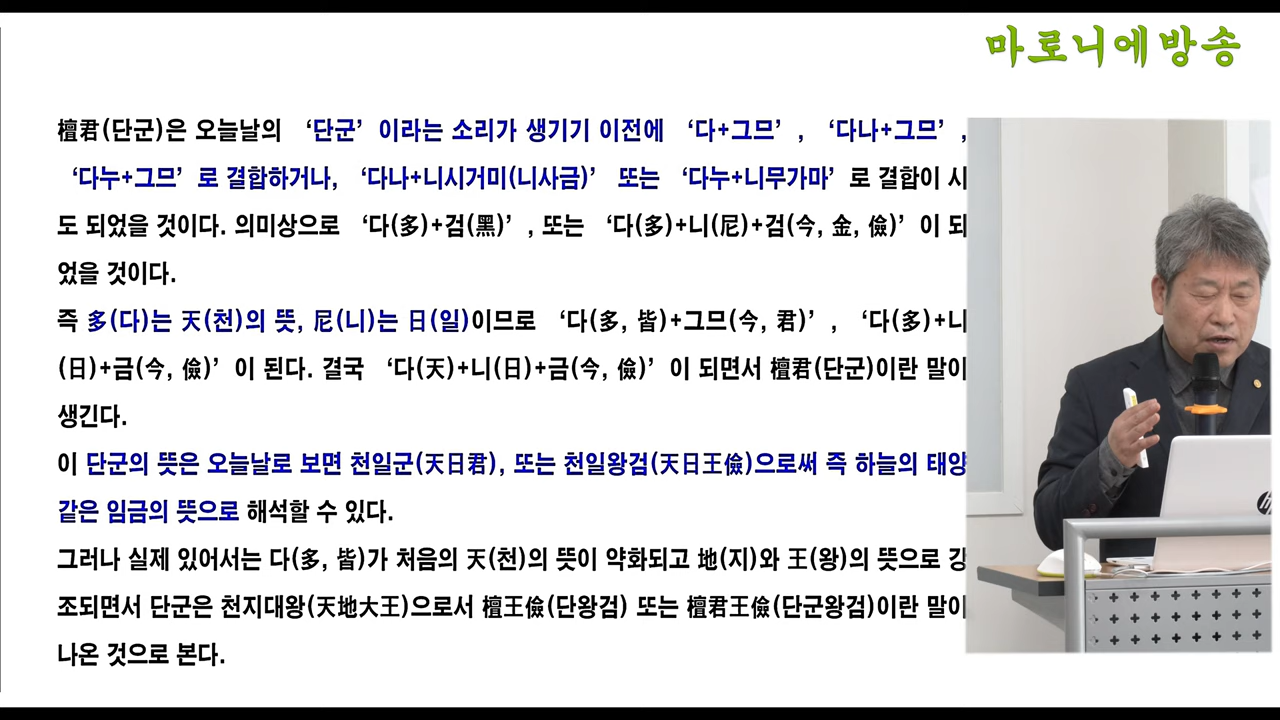 마로니에방송
檀君(단군)은 오늘날의 ‘단군’이라는 소리가 생기기 이전에 ‘다+그므’, ‘다나+그므’,
‘다누+그므’로 결합하거나, ‘다나+니시거미(니사금)’ 또는 ‘다누+니무가마’로 결합이 시
도 되었을 것이다. 의미상으로 ‘다(多)+검(黑)’, 또는 ‘다(多)+니(尼)+검(今, 金, 儉)’이 되
었을 것이다.
즉 多(다)는 天(천)의 뜻, 尼(니)는 日(일)이므로 ‘다(多, 皆)+그므(今, 君)’, ‘다(多)+니
(日)+금(今, 儉)’이 된다. 결국 ‘다(天)+니(日)+금(今, 儉)’이 되면서 檀君(단군)이란 말이
생긴다.
이 단군의 뜻은 오늘날로 보면 천일군(天日君), 또는 천일왕검(天日王儉)으로써 즉 하늘의 태양
같은 임금의 뜻으로 해석할 수 있다.
그러나 실제 있어서는 다(多, 皆)가 처음의 天(천)의 뜻이 약화되고 地(지)와 王(왕)의 뜻으로 강
조되면서 단군은 천지대왕(天地大王)으로서 檀王儉(단왕검) 또는 檀君王儉(단군왕검)이란 말이
나온 것으로 본다.
hp